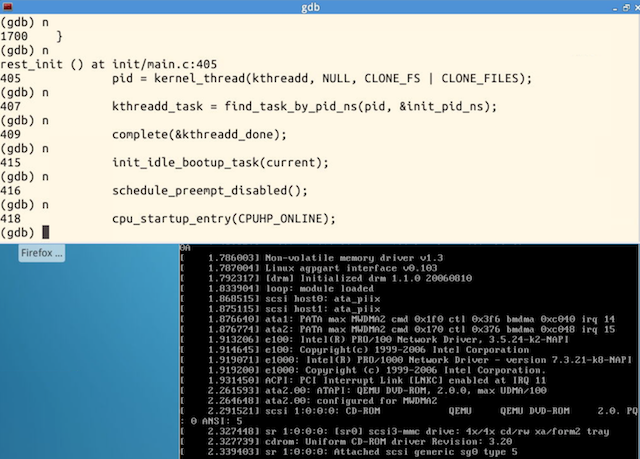 gdb
(gdb) n
1700 }
(gdb) n
rest_init () at init/main.c:405
405 pid = kernel_thread(kthreadd, NULL, CLONE_FS | CLONE_FILES);
(gdb) n
407 kthreadd_task = find_task_by_pid_ns(pid, &init_pid_ns);
(gdb) n
409 complete(&kthreadd_done);
(gdb) n
415 init_idle_bootup_task(current);
(gdb) n
416 schedule_preempt_disabled();
(gdb) n
418 cpu_startup_entry(CPUHP_ONLINE);
(gdb)
Firefox ...
0A
[ 1.786003] Non-volatile memory driver v1.3
[ 1.787004] Linux agpgart interface v0.103
[ 1.792317] [drm] Initialized drm 1.1.0 20060810
[ 1.833904] loop: module loaded
[ 1.868515] scsi host0: ata_piix
[ 1.875115] scsi host1: ata_piix
[ 1.876640] ata1: PATA max MWDMA2 cmd 0x1f0 ctl 0x3f6 bmdma 0xc040 irq 14
[ 1.876774] ata2: PATA max MWDMA2 cmd 0x170 ctl 0x376 bmdma 0xc048 irq 15
[ 1.913206] e100: Intel(R) PRO/100 Network Driver, 3.5.24-k2-NAPI
[ 1.914645] e100: Copyright(c) 1999-2006 Intel Corporation
[ 1.919071] e1000: Intel(R) PRO/1000 Network Driver - version 7.3.21-k8-NAPI
[ 1.919200] e1000: Copyright (c) 1999-2006 Intel Corporation.
[ 1.931450] ACPI: PCI Interrupt Link [LNKC] enabled at IRQ 11
[ 2.261593] ata2.00: ATAPI: QEMU DVD-ROM, 2.0.0, max UDMA/100
[ 2.264648] ata2.00: configured for MWDMA2
[ 2.291521] scsi 1:0:0:0: CD-ROM QEMU QEMU DVD-ROM 2.0. PQ
: 0 ANSI: 5
[ 2.327448] sr 1:0:0:0: [sr0] scsi3-mmc drive: 4x/4x cd/rw xa/form2 tray
[ 2.327739] cdrom: Uniform CD-ROM driver Revision: 3.20
[ 2.339403] sr 1:0:0:0: Attached scsi generic sg0 type 5